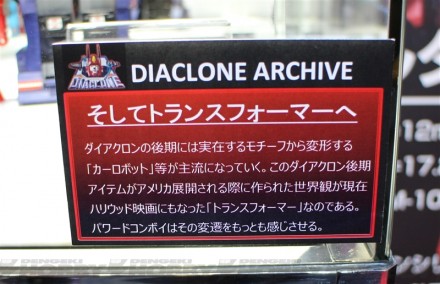 DIACLONE
DIACLONE ARCHIVE
そしてトランスフォーマーへ
ダイアクロンの後期には実在するモチーフから変形する
「カーロボット」等が主流になっていく。このダイアクロン後期
アイテムがアメリカ展開される際に作られた世界観が現在
ハリウッド映画にもなった「トランスフォーマー」なのである。
パワードコンボイはその変遷をもっとも感じさせる。
DENGEKI